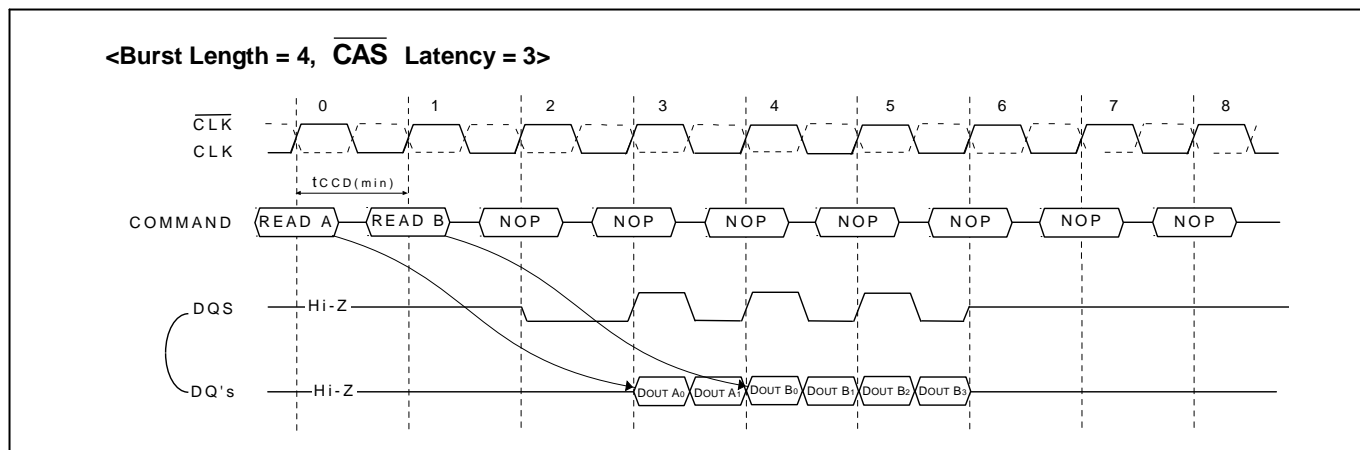 <Burst Length = 4, CAS Latency = 3>
0 1 2 3 4 5 6 7 8
CLK
CLK
tCCD(min)
COMMAND READ A READ B NOP NOP NOP NOP NOP NOP NOP
DQS Hi-Z
DQ's Hi-Z DOUT A0 DOUT A1 DOUT B0 DOUT B1 DOUT B2 DOUT B3